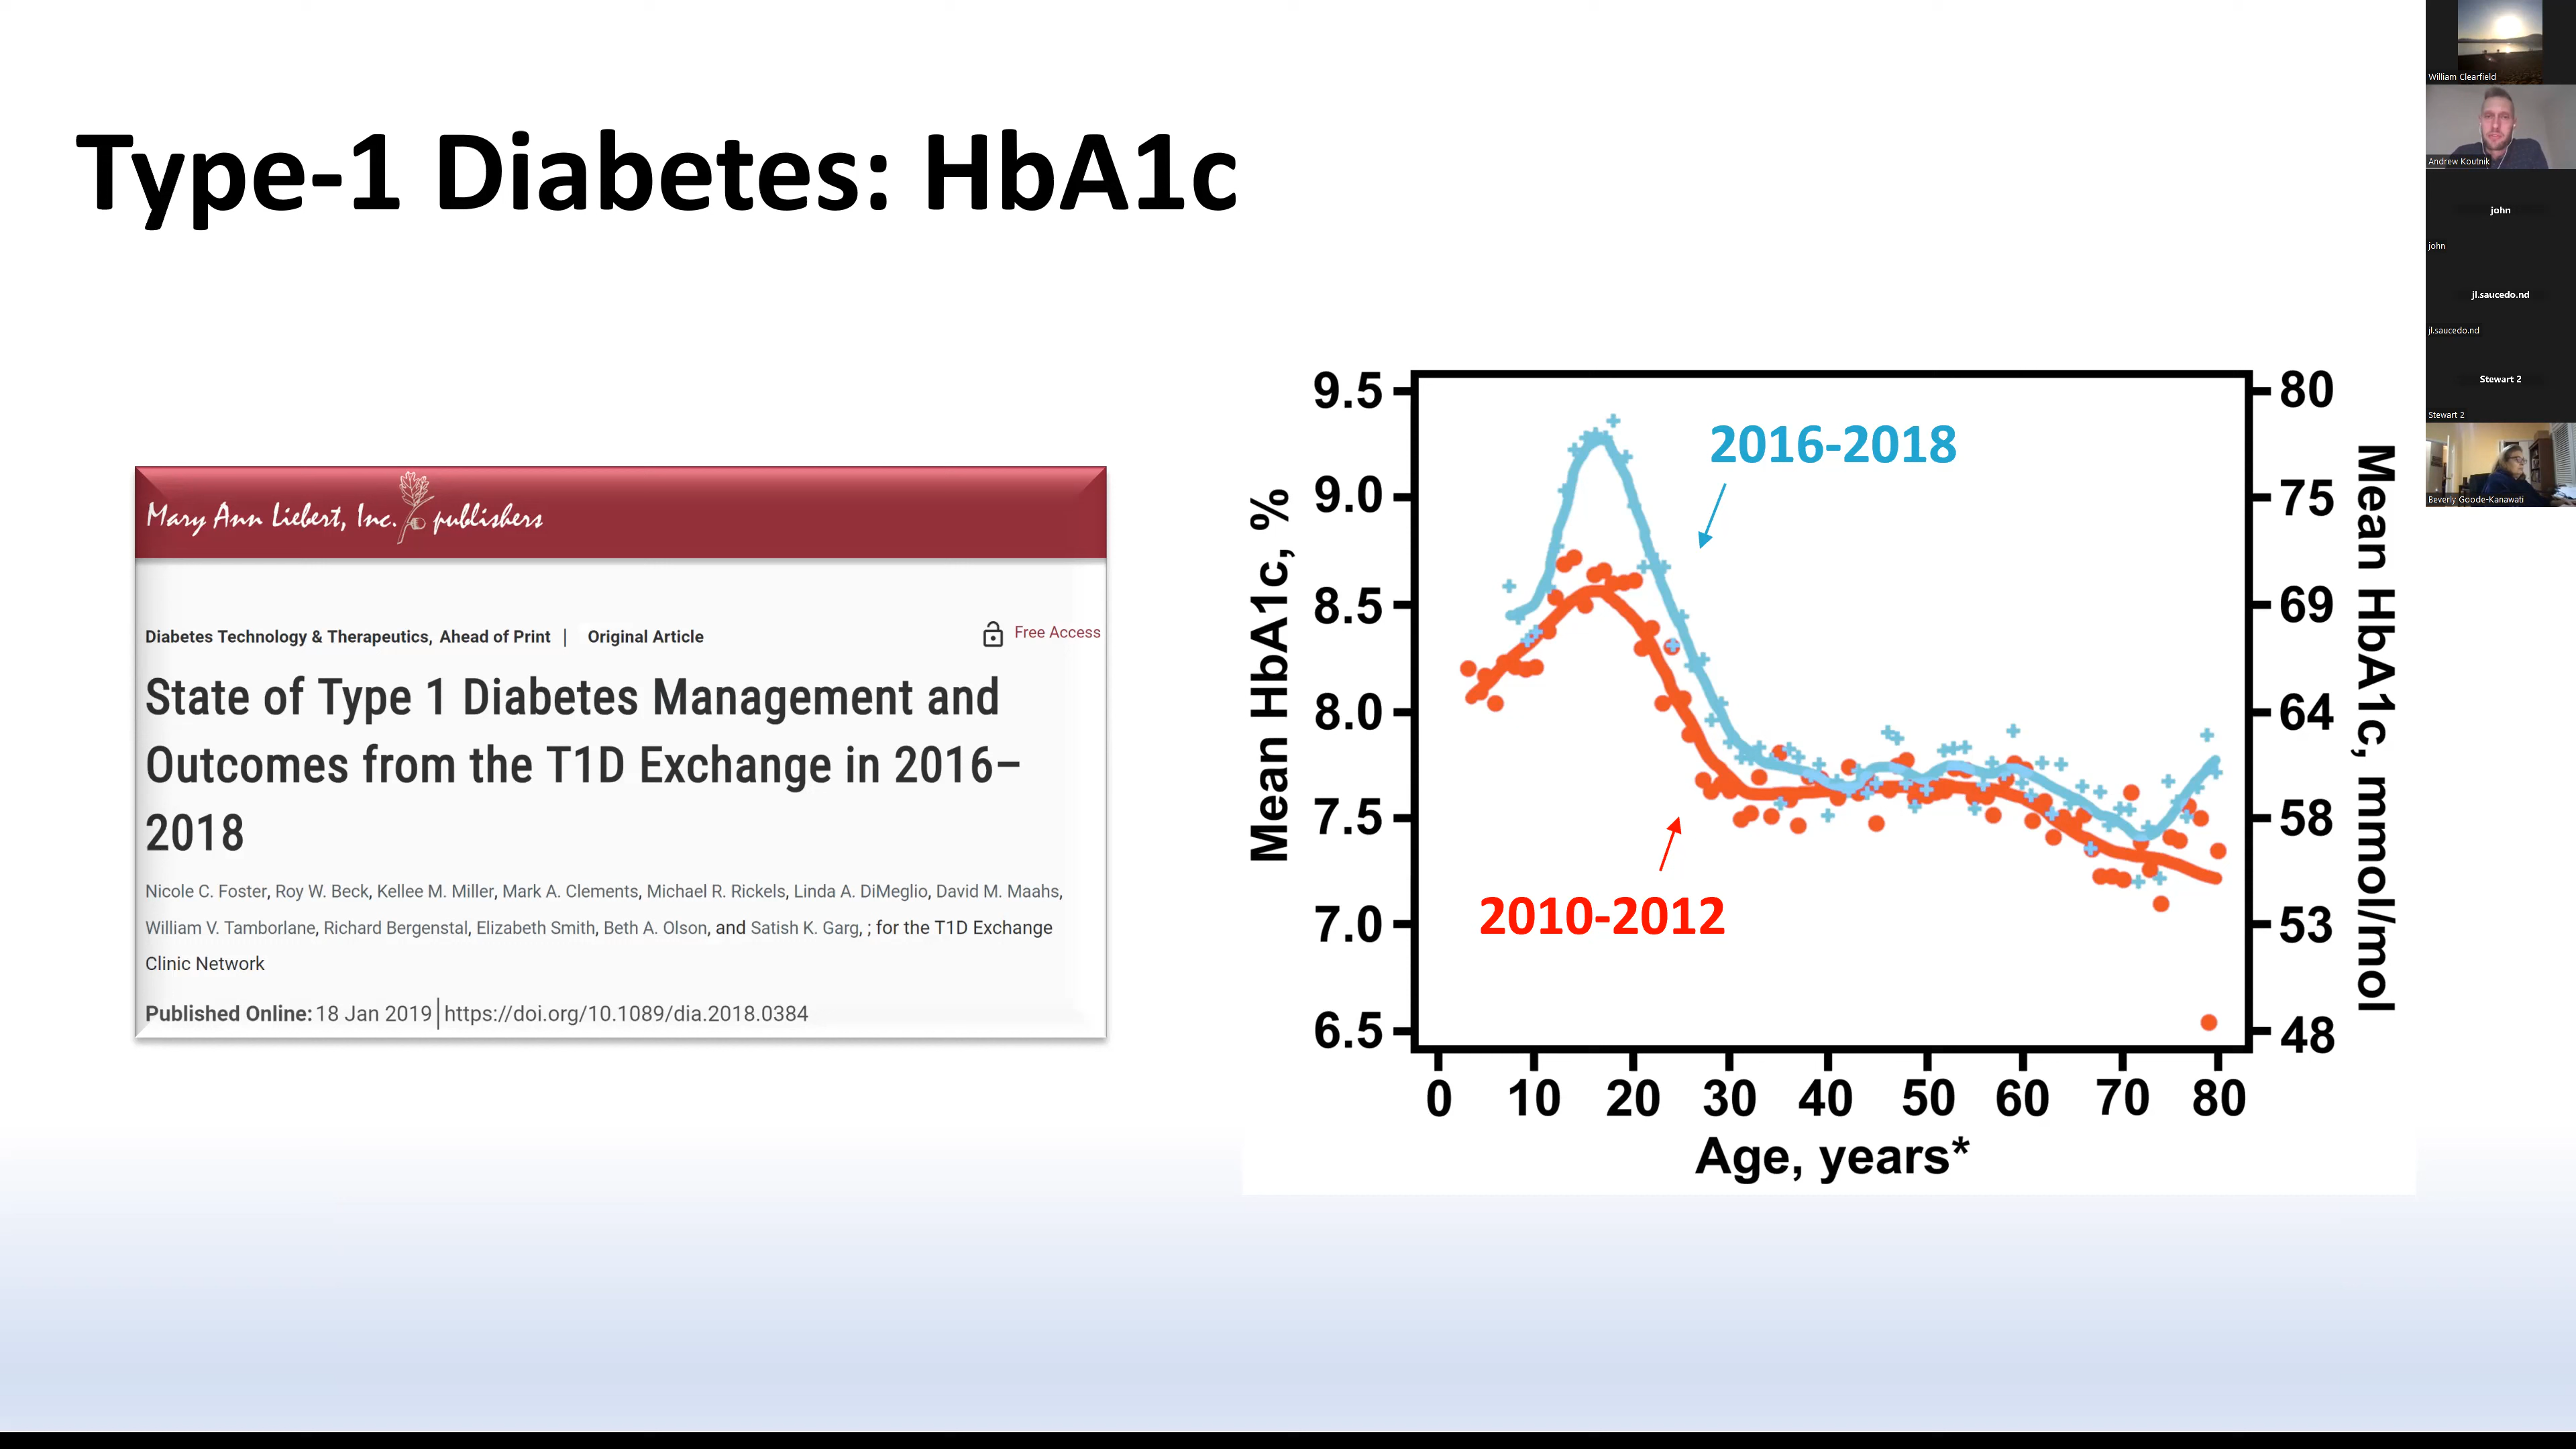 Type-1 Diabetes: HbA1c
Mary Ann Liebert, Inc. publishers
Diabetes Technology & Therapeutics, Ahead of Print | Original Article
Free Access
State of Type 1 Diabetes Management and
Outcomes from the T1D Exchange in 2016–
2018
Nicole C. Foster, Roy W. Beck, Kellee M. Miller, Mark A. Clements, Michael R. Rickels, Linda A. DiMeglio, David M. Maahs,
William V. Tamborlane, Richard Bergenstal, Elizabeth Smith, Beth A. Olson, and Satish K. Garg, ; for the T1D Exchange
Clinic Network
Published Online: 18 Jan 2019 | https://doi.org/10.1089/dia.2018.0384
Mean HbA1c, %
9.5
9.0
8.5
8.0
7.5
7.0
6.5
2016-2018
2010-2012
80
75
69
64
58
53
48
Mean HbA1c, mmol/mol
0 10 20 30 40 50 60 70 80
Age, years*
William Clearfield
Andrew Koutnik
john
john
jl.saucedo.nd
jl.saucedo.nd
Stewart 2
Stewart 2
Beverly Goode-Kanawati